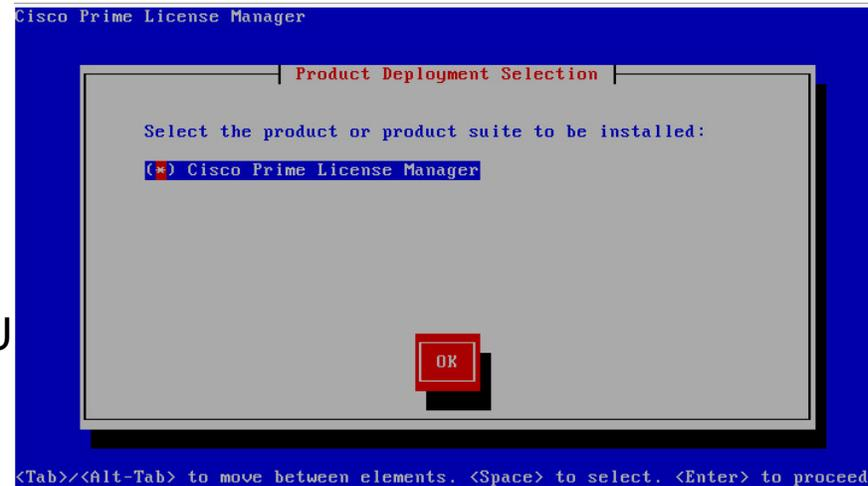 Cisco Prime License Manager
Product Deployment Selection
Select the product or product suite to be installed:
(*) Cisco Prime License Manager
OK
<Tab>/<Alt-Tab> to move between elements. <Space> to select. <Enter> to proceed